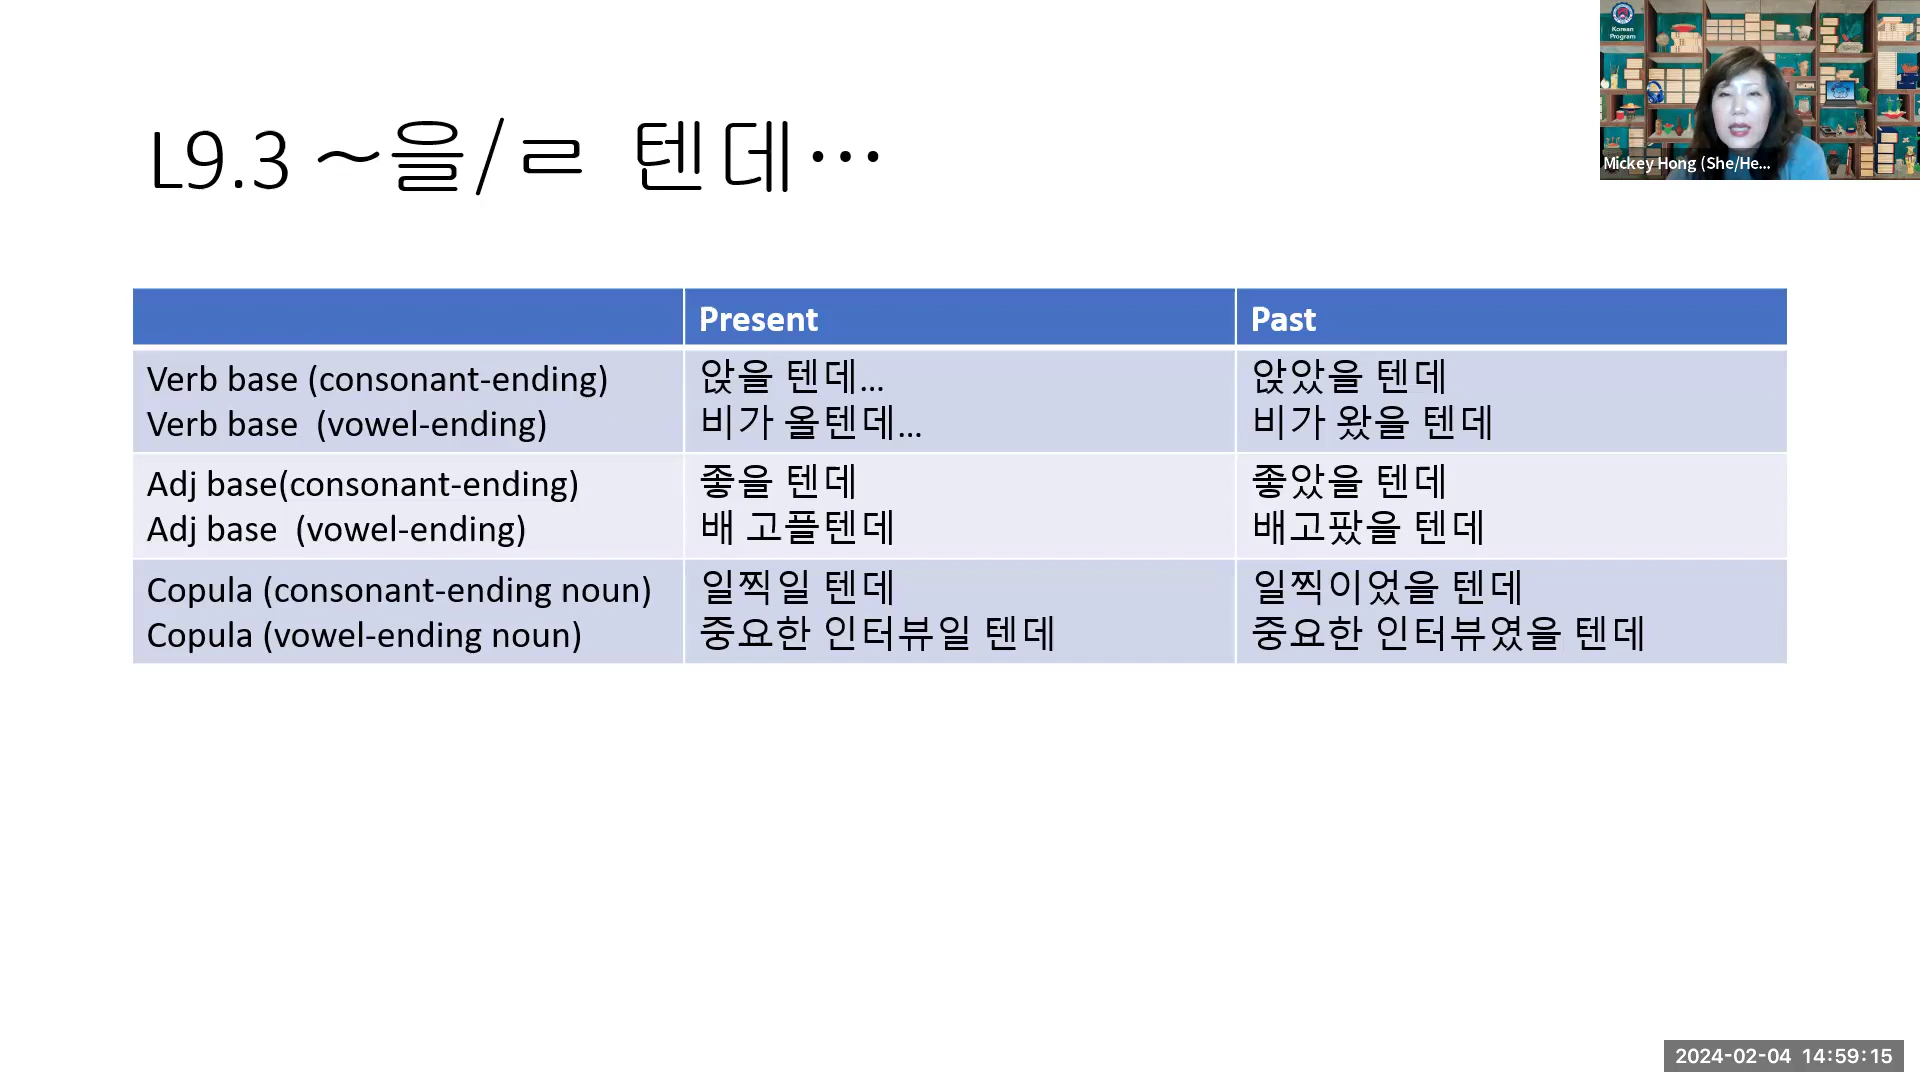 Korean
Program
Mickey Hong (She/He...
L9.3 ~을/ㄹ 텐데…
Present
Past
Verb base (consonant-ending)
앉을 텐데...
앉았을 텐데
Verb base (vowel-ending)
비가 올텐데...
비가 왔을 텐데
Adj base(consonant-ending)
좋을 텐데
좋았을 텐데
Adj base (vowel-ending)
배 고플텐데
배고팠을 텐데
Copula (consonant-ending noun)
일찍일 텐데
일찍이었을 텐데
Copula (vowel-ending noun)
중요한 인터뷰일 텐데
중요한 인터뷰였을 텐데
2024-02-04 14:59:15